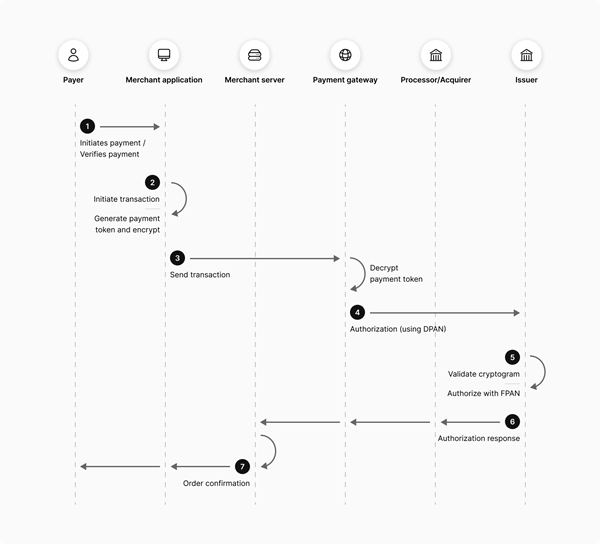 Payer
Merchant application
Merchant server
Payment gateway
Processor/Acquirer
Issuer
1
Initiates payment /
Verifies payment
2
Initiate transaction
Generate payment
token and encrypt
3
Send transaction
Decrypt
payment token
4
Authorization (using DPAN)
5
Validate cryptogram
Authorize with FPAN
6
Authorization response
7
Order confirmation